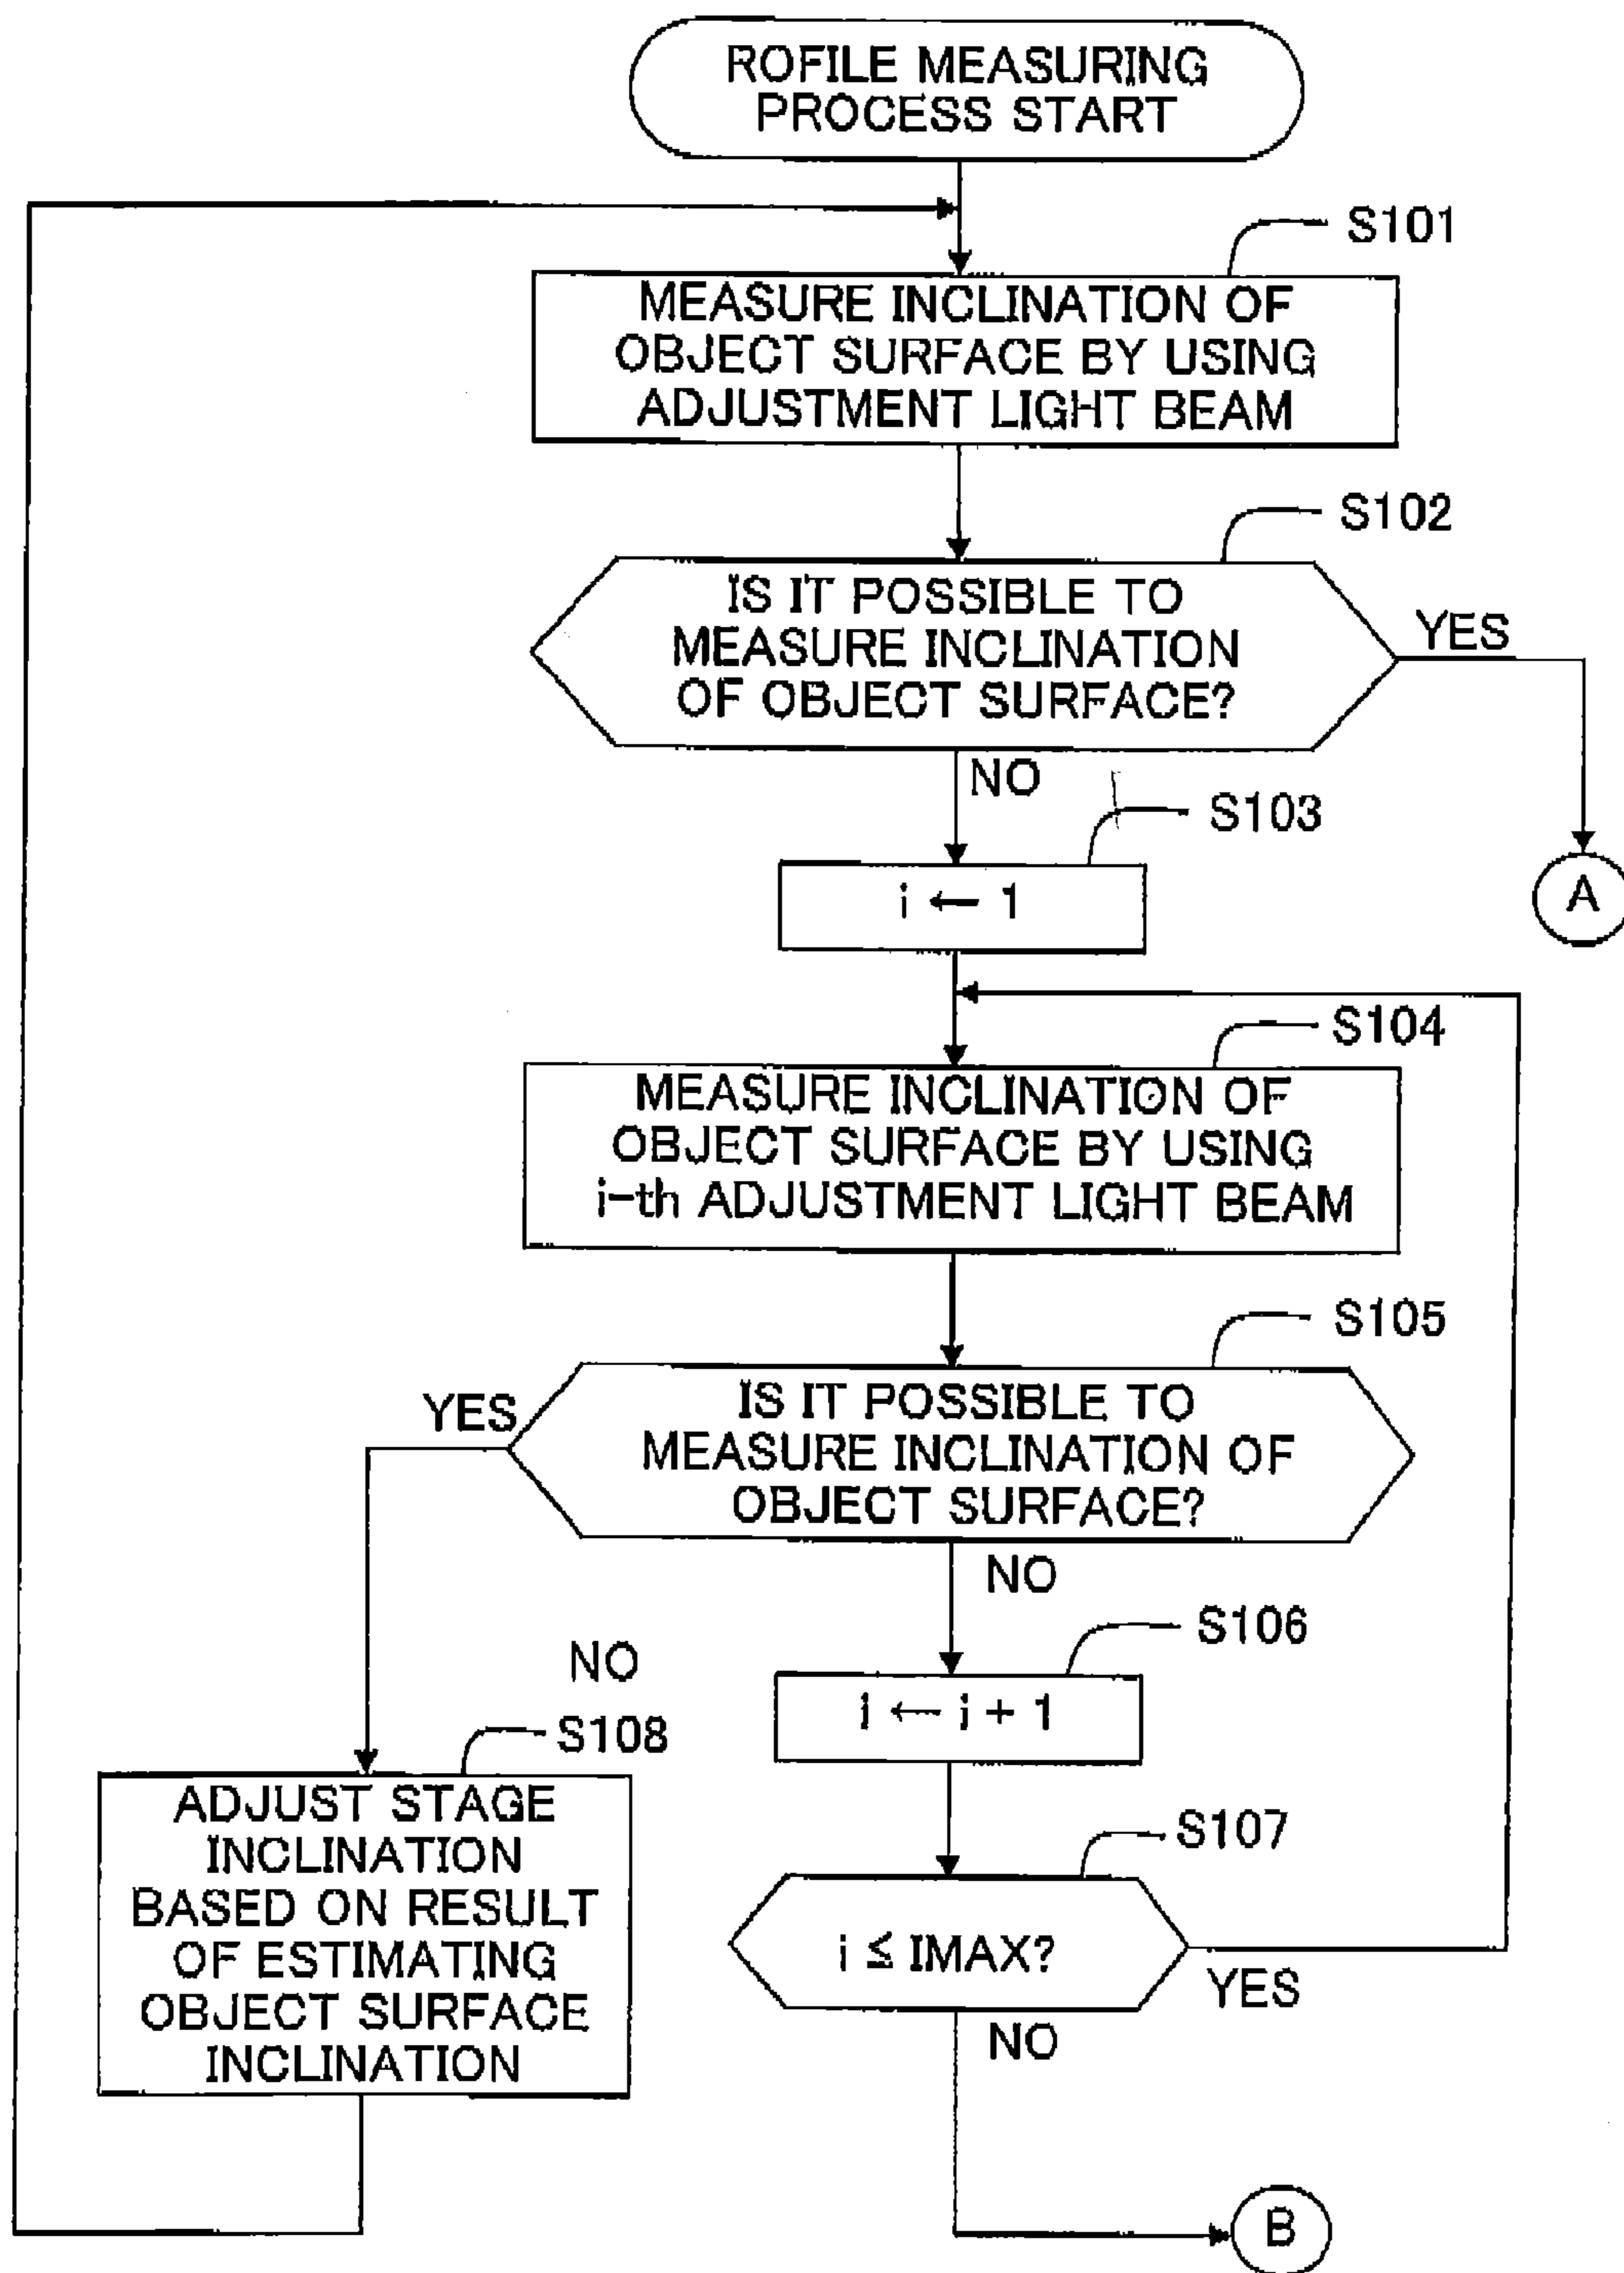 ROFILE MEASURING
PROCESS START
S101
MEASURE INCLINATION OF
OBJECT SURFACE BY USING
ADJUSTMENT LIGHT BEAM
S102
IS IT POSSIBLE TO
MEASURE INCLINATION
OF OBJECT SURFACE?
YES
NO
S103
i ← 1
A
S104
MEASURE INCLINATION OF
OBJECT SURFACE BY USING
i-th ADJUSTMENT LIGHT BEAM
S105
YES
IS IT POSSIBLE TO
MEASURE INCLINATION OF
OBJECT SURFACE?
NO
S106
NO
i ← i + 1
S108
ADJUST STAGE
INCLINATION
BASED ON RESULT
OF ESTIMATING
OBJECT SURFACE
INCLINATION
S107
i ≦ IMAX?
YES
NO
B